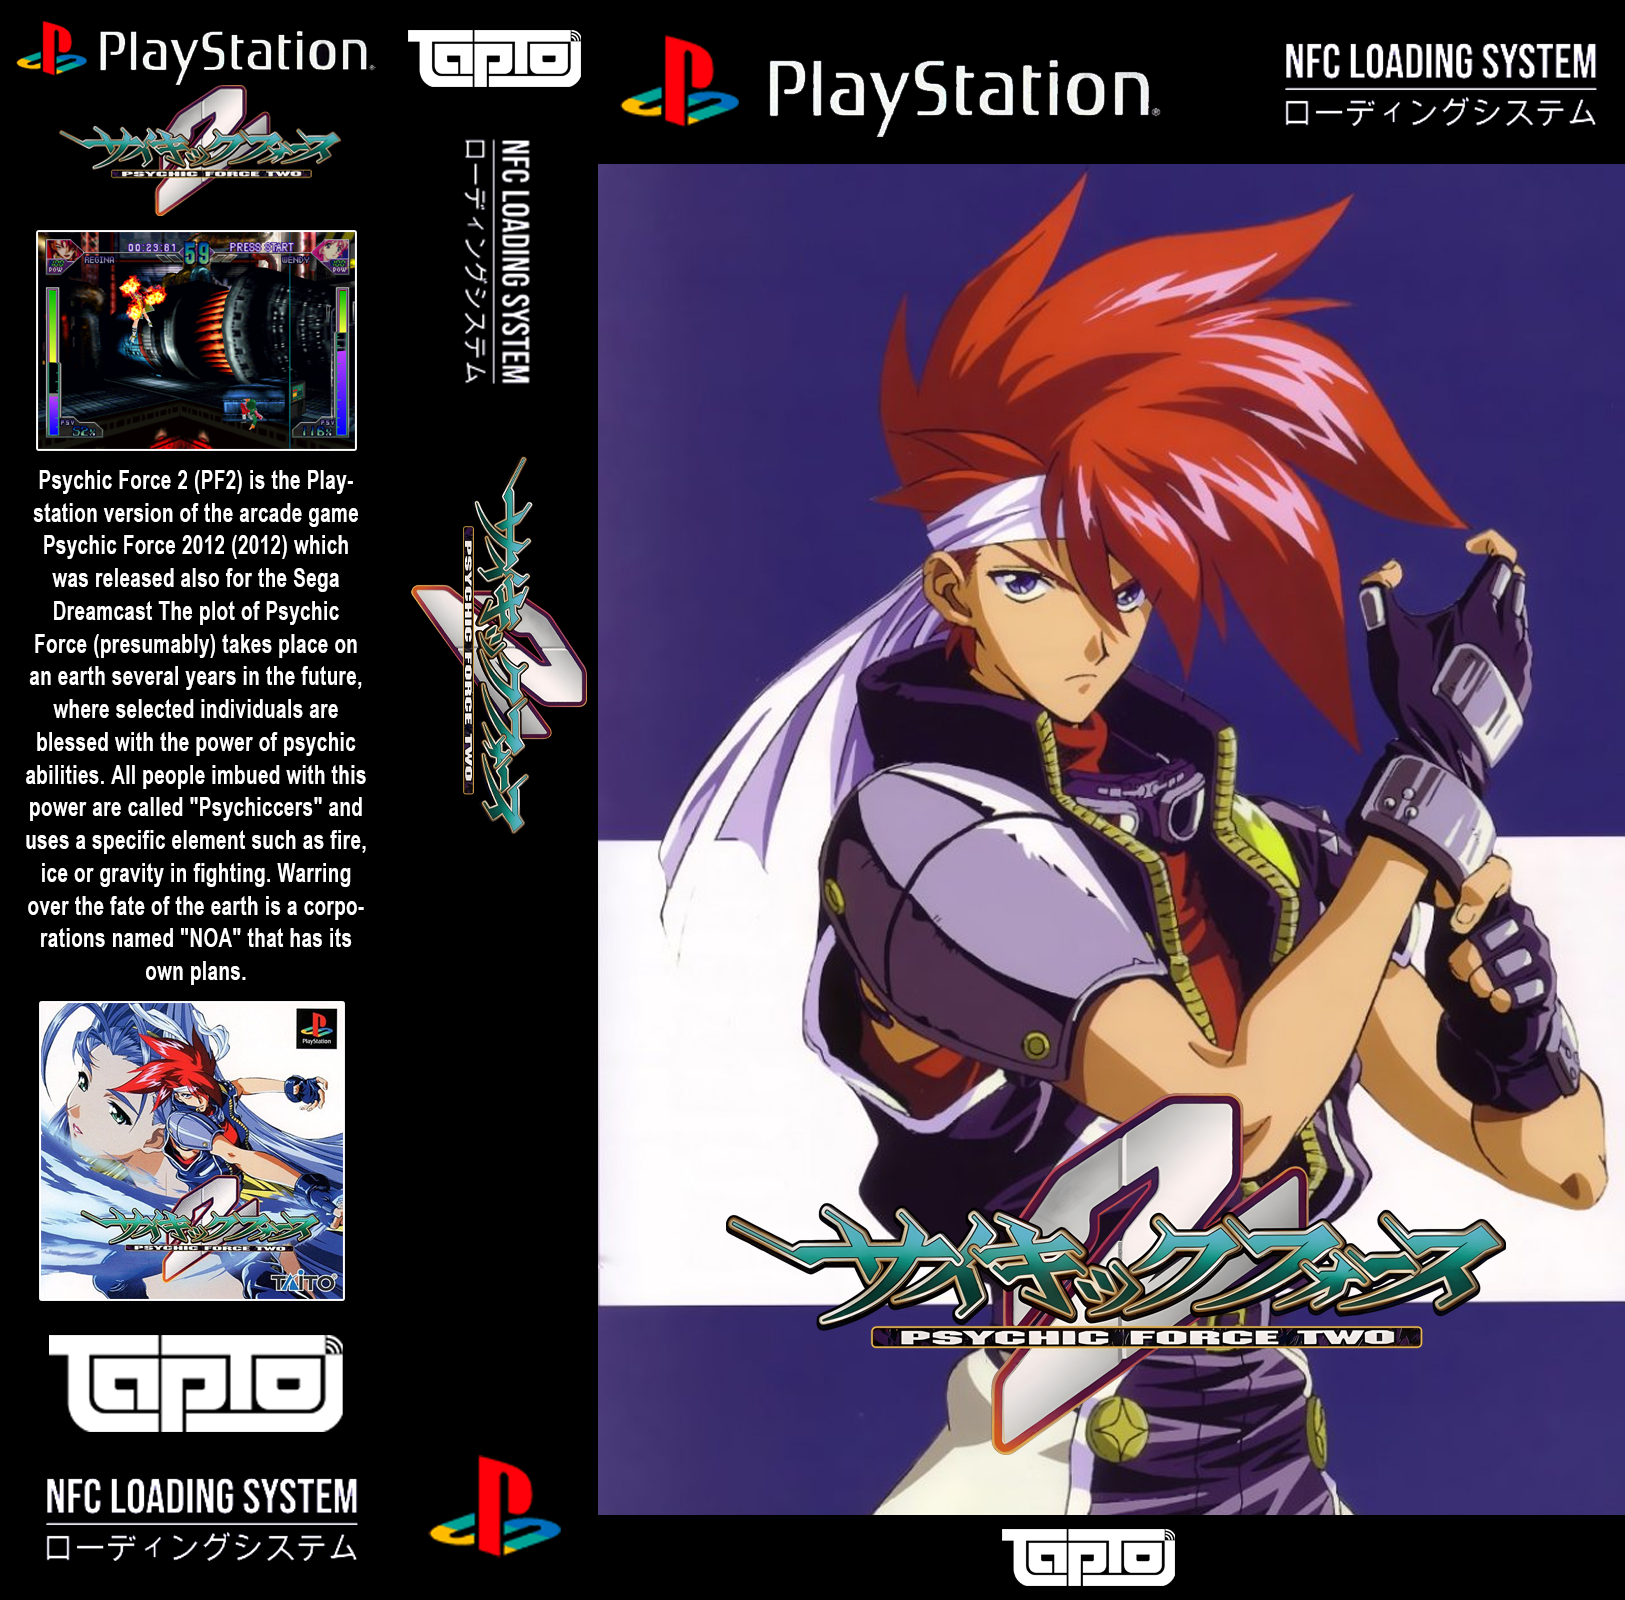 PlayStation
サイキックフォース
PSYCHIC FORCE TWO
00:23:81
59
PRESS START
REGINA
WENDY
100
POW
100
POW
P.S.Y
52%
P.S.Y
116%
Psychic Force 2 (PF2) is the Play-
station version of the arcade game
Psychic Force 2012 (2012) which
was released also for the Sega
Dreamcast The plot of Psychic
Force (presumably) takes place on
an earth several years in the future,
where selected individuals are
blessed with the power of psychic
abilities. All people imbued with this
power are called "Psychiccers" and
uses a specific element such as fire,
ice or gravity in fighting. Warring
over the fate of the earth is a corpo-
rations named "NOA" that has its
own plans.
PlayStation
サイキックフォース
PSYCHIC FORCE TWO
TAITO
TapTo
NFC LOADING SYSTEM
ローディングシステム
TapTo
NFC LOADING SYSTEM
ローディングシステム
サイキックフォース
PSYCHIC FORCE TWO
PlayStation
NFC LOADING SYSTEM
ローディングシステム
2
サイキックフォース
PSYCHIC FORCE TWO
TapTo